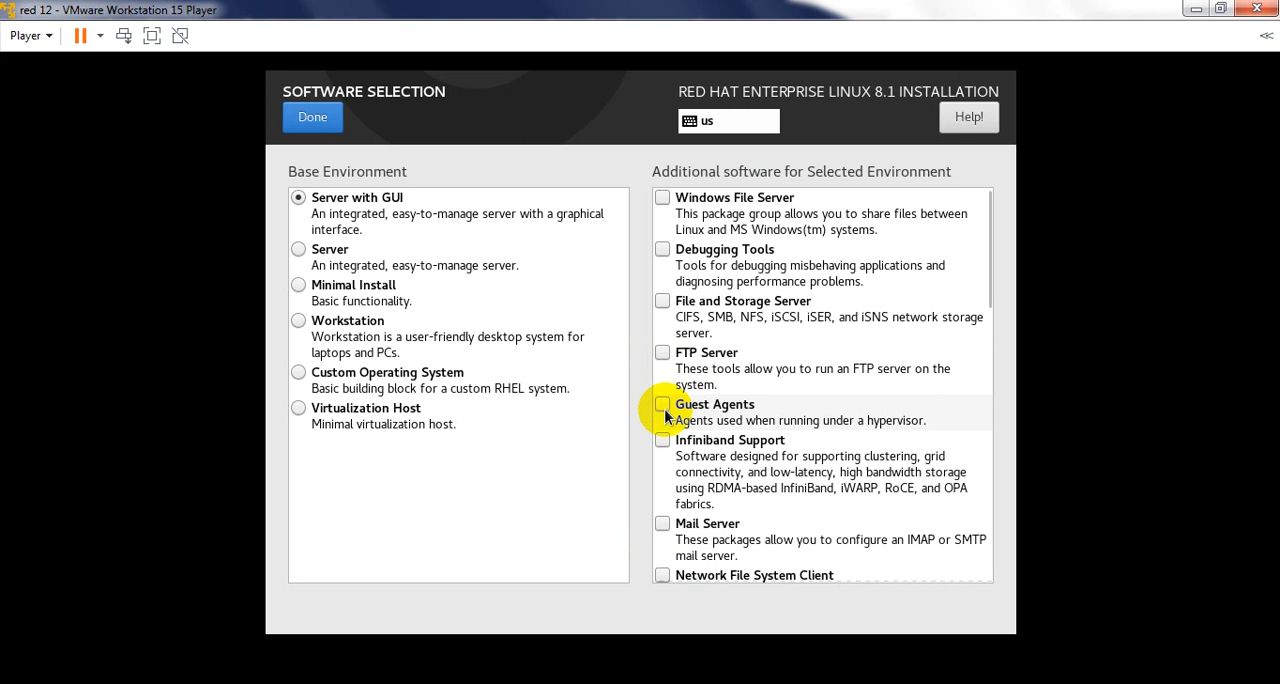 red 12 - VMware Workstation 15 Player
Player
SOFTWARE SELECTION
RED HAT ENTERPRISE LINUX 8.1 INSTALLATION
Done
us
Help!
Base Environment
Server with GUI
An integrated, easy-to-manage server with a graphical
interface.
Server
An integrated, easy-to-manage server.
Minimal Install
Basic functionality.
Workstation
Workstation is a user-friendly desktop system for
laptops and PCs.
Custom Operating System
Basic building block for a custom RHEL system.
Virtualization Host
Minimal virtualization host.
Additional software for Selected Environment
Windows File Server
This package group allows you to share files between
Linux and MS Windows(tm) systems.
Debugging Tools
Tools for debugging misbehaving applications and
diagnosing performance problems.
File and Storage Server
CIFS, SMB, NFS, iSCSI, iSER, and iSNS network storage
server.
FTP Server
These tools allow you to run an FTP server on the
system.
Guest Agents
Agents used when running under a hypervisor.
Infiniband Support
Software designed for supporting clustering, grid
connectivity, and low-latency, high bandwidth storage
using RDMA-based InfiniBand, iWARP, RoCE, and OPA
fabrics.
Mail Server
These packages allow you to configure an IMAP or SMTP
mail server.
Network File System Client